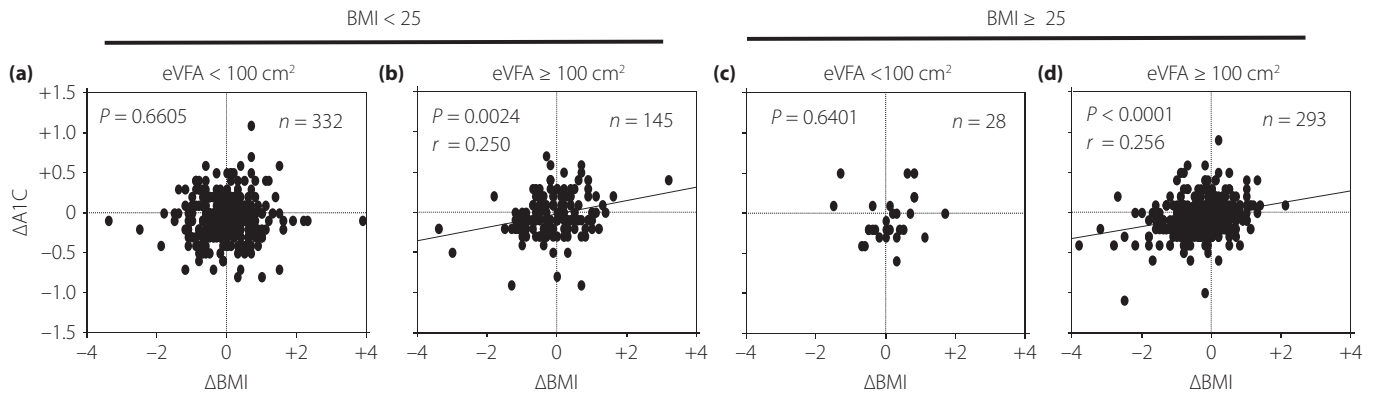 BMI < 25
BMI ≥ 25
(a) eVFA < 100 cm²
(b) eVFA ≥ 100 cm²
(c) eVFA <100 cm²
(d) eVFA ≥ 100 cm²
P = 0.6605
n = 332
P = 0.0024
r = 0.250
n = 145
P = 0.6401
n = 28
P < 0.0001
r = 0.256
n = 293
ΔA1C
+1.5
+1.0
+0.5
0
−0.5
−1.0
−1.5
−4 −2 0 +2 +4
−4 −2 0 +2 +4
−4 −2 0 +2 +4
−4 −2 0 +2 +4
ΔBMI
ΔBMI
ΔBMI
ΔBMI